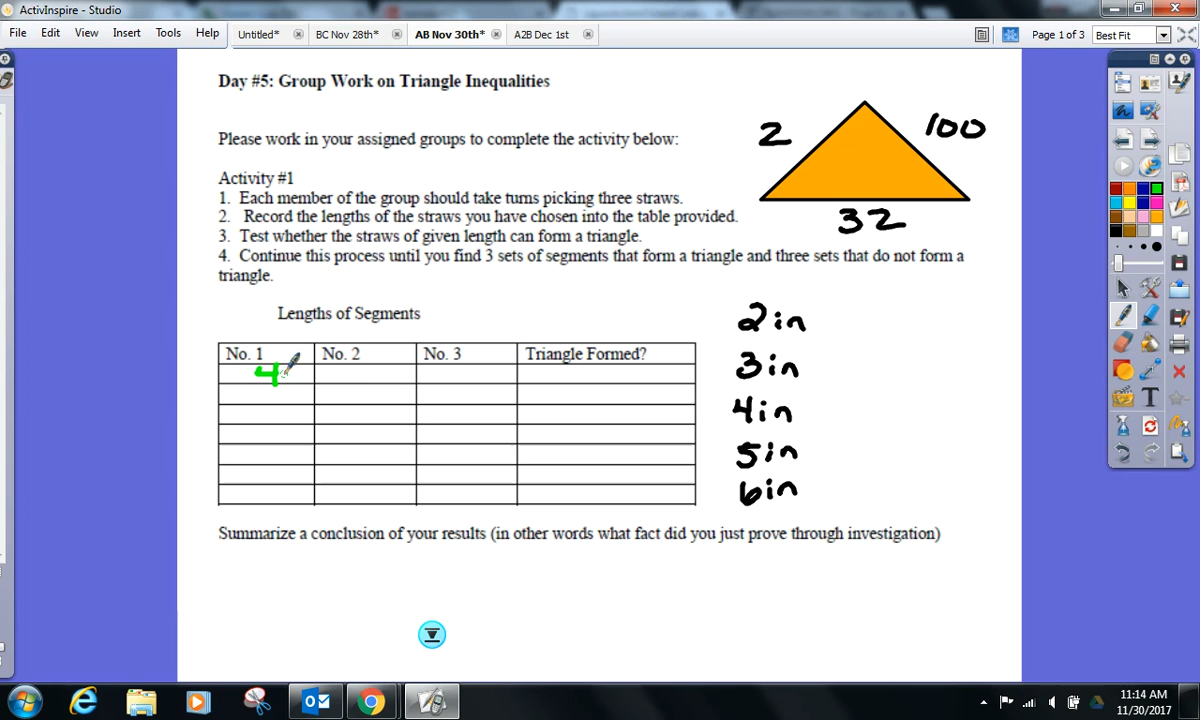 ActivInspire - Studio
File Edit View Insert Tools Help
Untitled* BC Nov 28th* AB Nov 30th* A2B Dec 1st
Page 1 of 3 Best Fit
Day #5: Group Work on Triangle Inequalities
2 100
32
Please work in your assigned groups to complete the activity below:
Activity #1
1. Each member of the group should take turns picking three straws.
2. Record the lengths of the straws you have chosen into the table provided.
3. Test whether the straws of given length can form a triangle.
4. Continue this process until you find 3 sets of segments that form a triangle and three sets that do not form a
triangle.
Lengths of Segments
No. 1 No. 2 No. 3 Triangle Formed?
4
2in
3in
4in
5in
6in
Summarize a conclusion of your results (in other words what fact did you just prove through investigation)
11:14 AM
11/30/2017